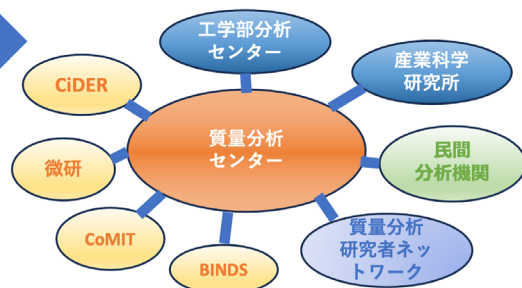 工学部分析
センター
産業科学
研究所
CiDER
質量分析
センター
民間
分析機関
微研
CoMIT
BINDS
質量分析
研究者ネッ
トワーク